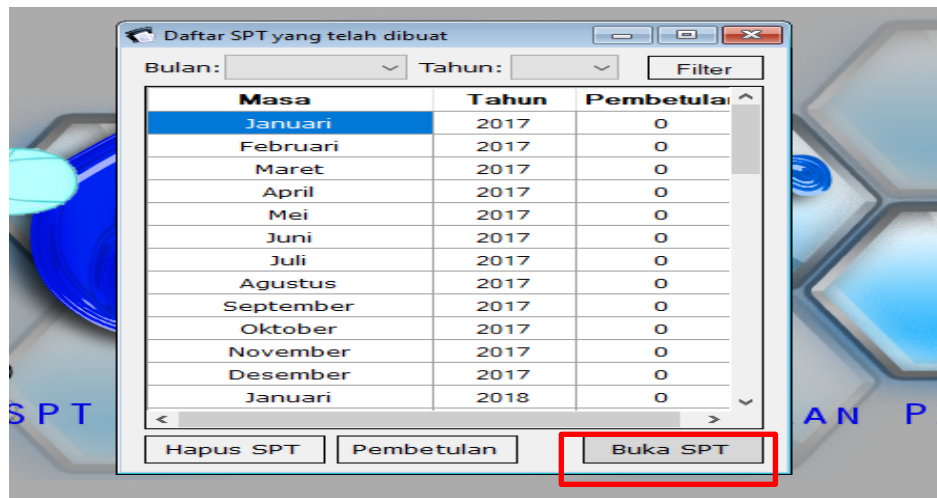 Daftar SPT yang telah dibuat
Bulan: Tahun: Filter
Masa Tahun Pembetula
Januari 2017 0
Februari 2017 0
Maret 2017 0
April 2017 0
Mei 2017 0
Juni 2017 0
Juli 2017 0
Agustus 2017 0
September 2017 0
Oktober 2017 0
November 2017 0
Desember 2017 0
Januari 2018 0
SPT AN P
Hapus SPT Pembetulan Buka SPT